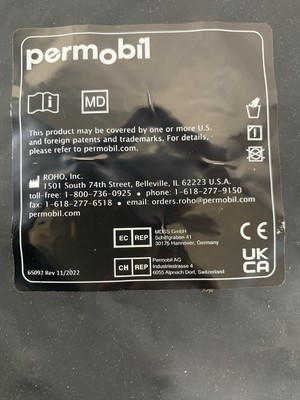 permobil
MD
This product may be covered by one or more U.S.
and foreign patents and trademarks. For details,
please refer to permobil.com.
ROHO, Inc.
1501 South 74th Street, Belleville, IL 62223 U.S.A.
toll-free: 1-800-736-0925 • phone: 1-618-277-9150
fax: 1-618-277-6518 • email: orders.roho@permobil.com
permobil.com
EC REP
MDSS GmbH
Schiffgraben 41
30175 Hannover, Germany
CE
CH REP
Permobil AG
Industriestrasse 4
6055 Alpnach Dorf, Switzerland
UK
CA
65092 Rev 11/2022